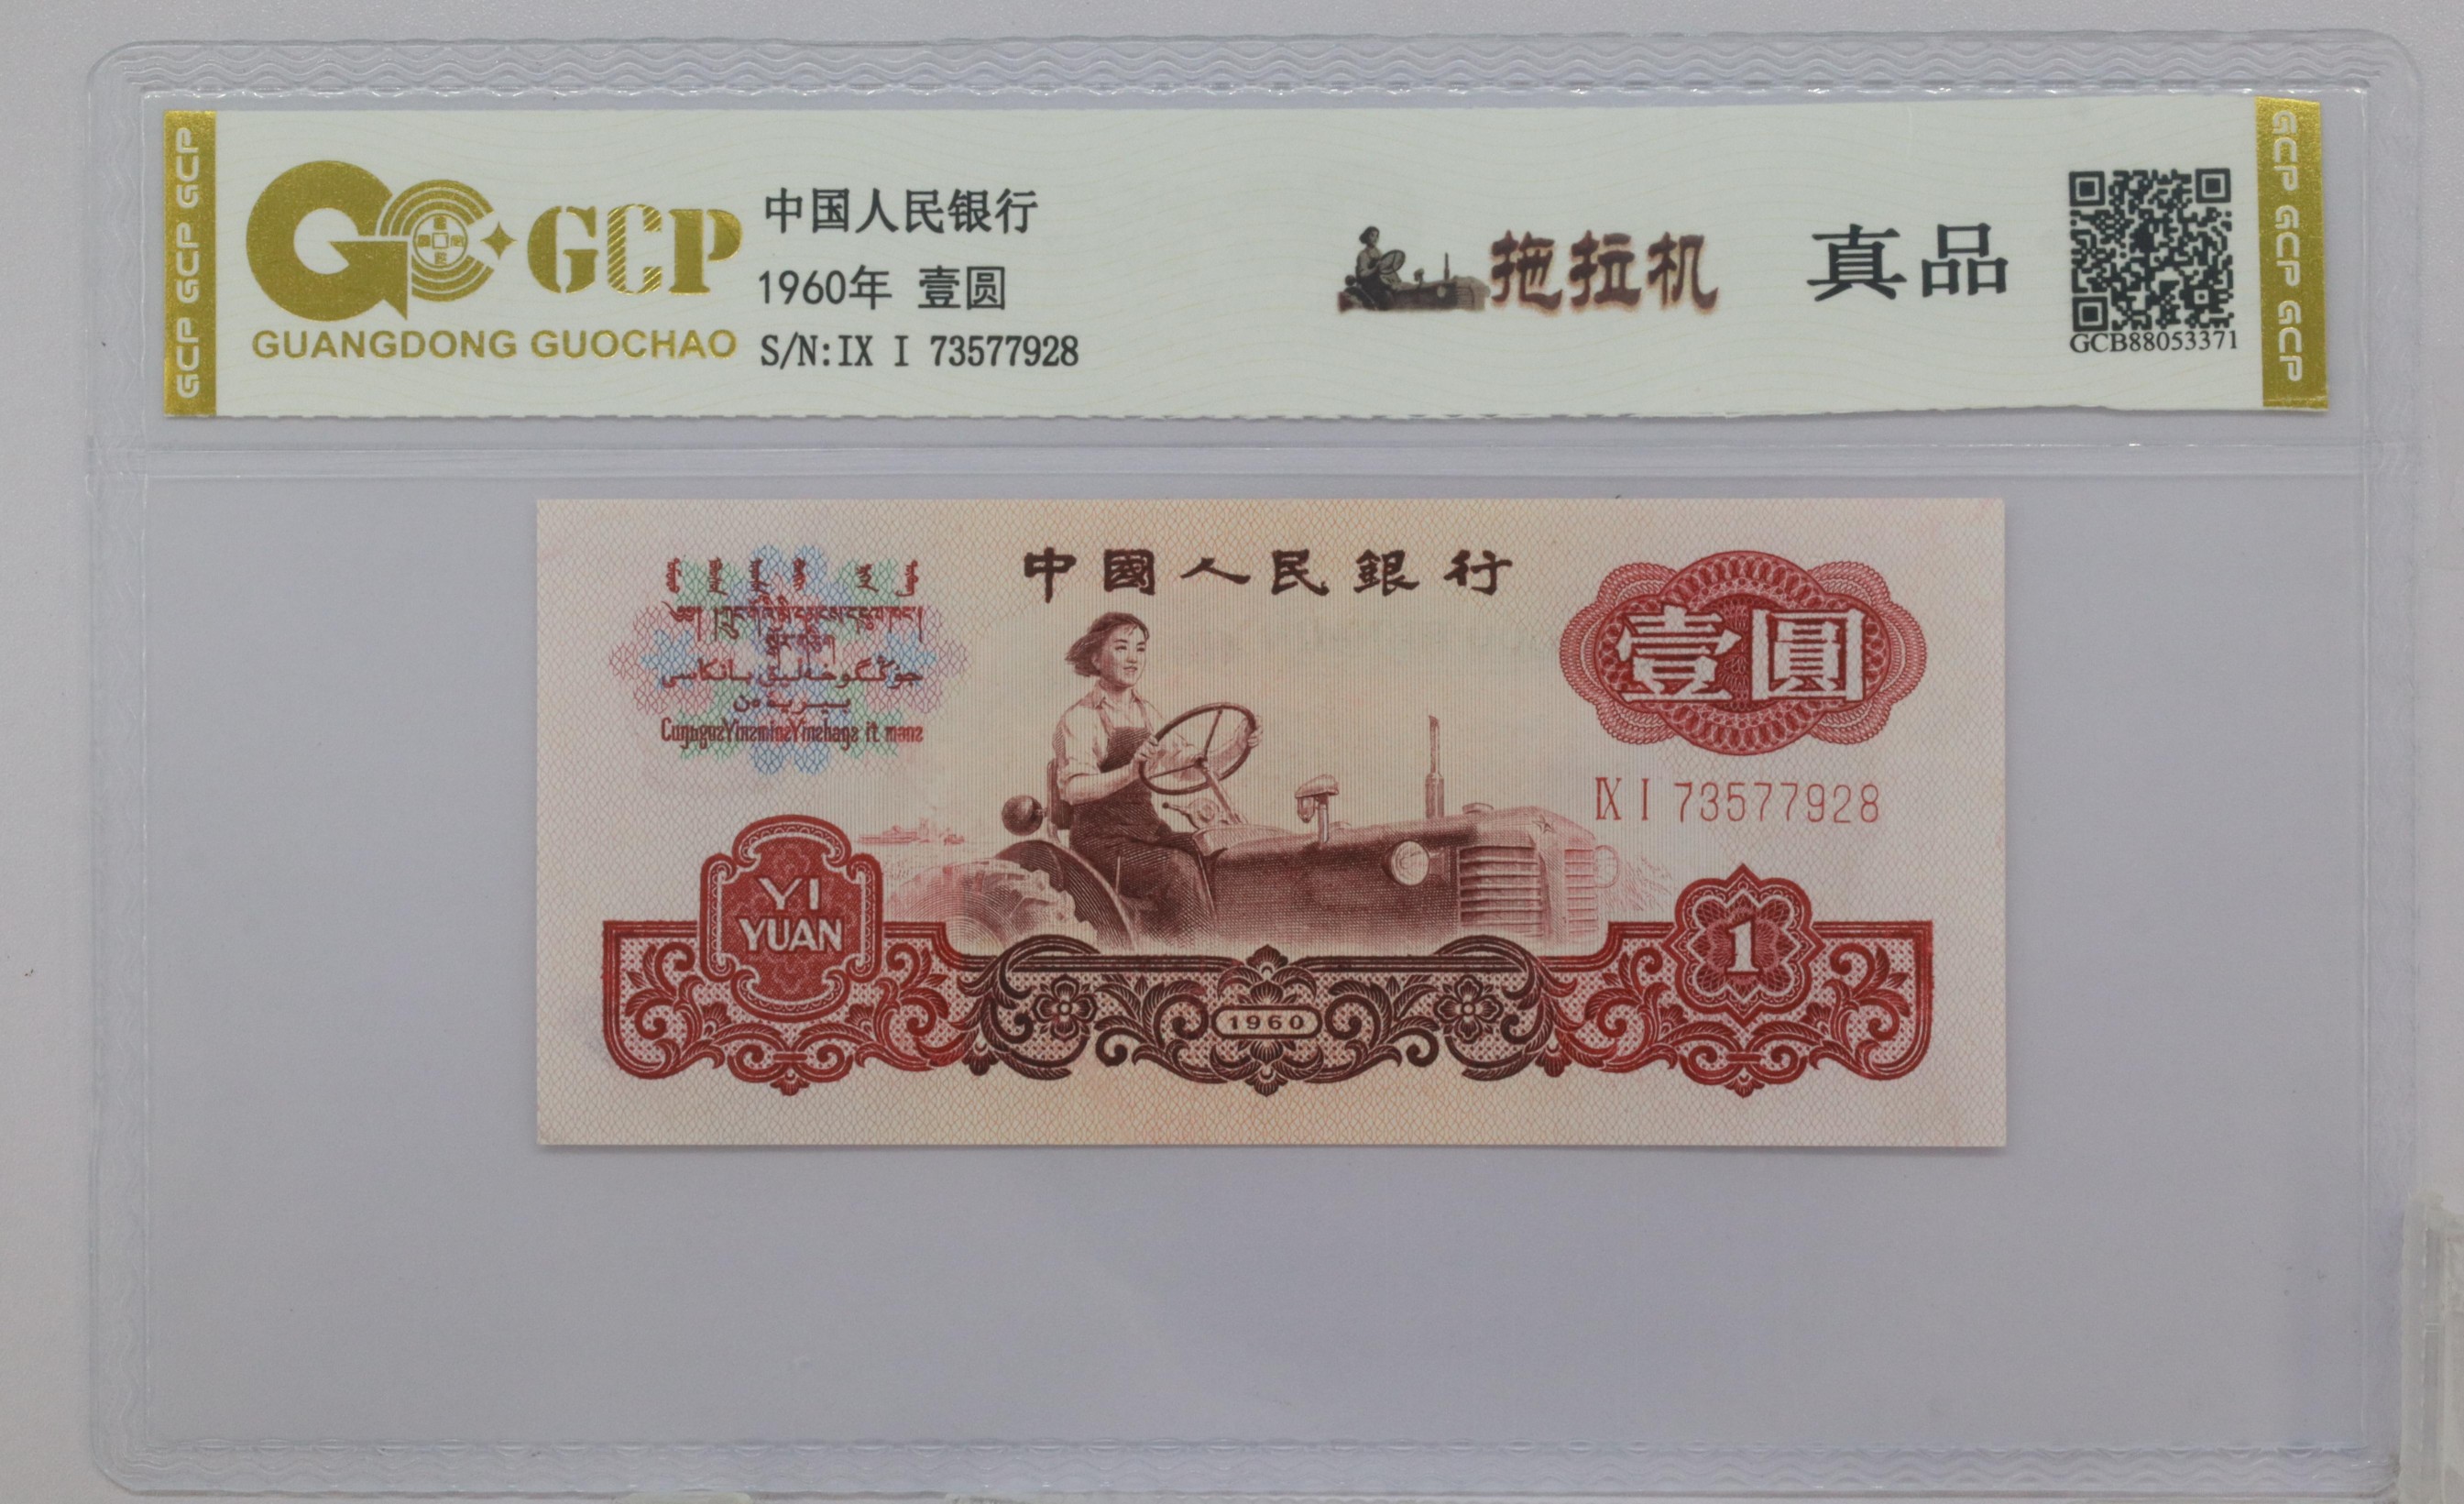 GCP GCP GCP
GCP
GUANGDONG GUOCHAO
中国人民银行
1960年 壹圆
S/N:IX I 73577928
拖拉机
真品
GCB88053371
GCP GCP GCP
中國人民銀行
壹圓
IX I 73577928
YI
YUAN
1960
1